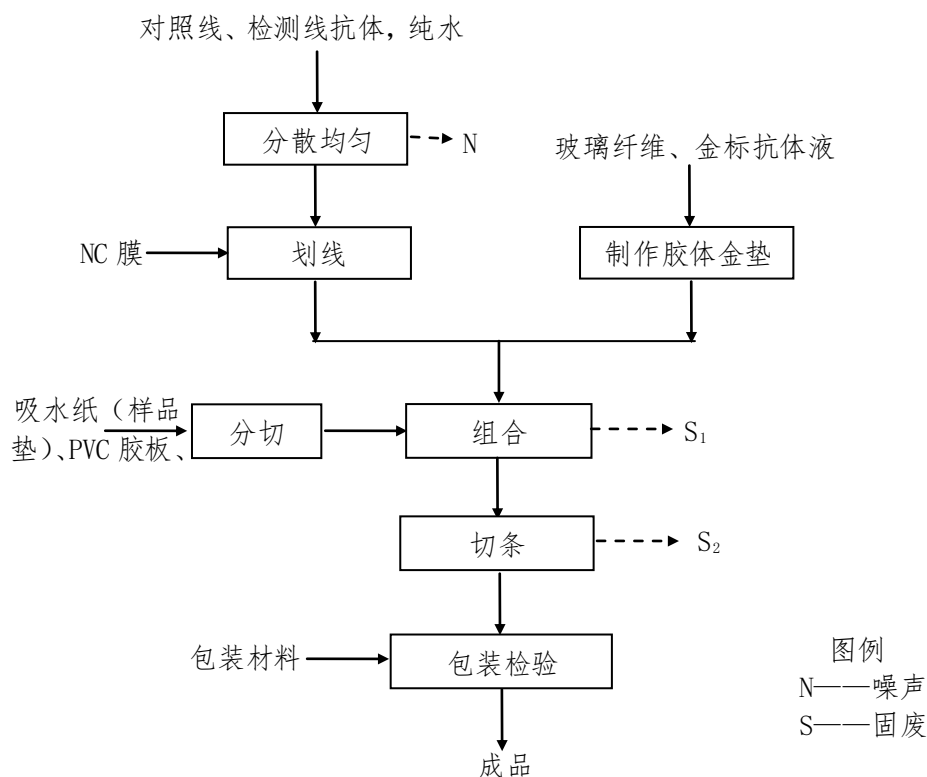 对照线、检测线抗体，纯水
分散均匀
N
玻璃纤维、金标抗体液
NC 膜
划线
制作胶体金垫
吸水纸（样品
垫）、PVC 胶板、
分切
组合
S₁
切条
S₂
包装材料
包装检验
图例
N——噪声
S——固废
成品